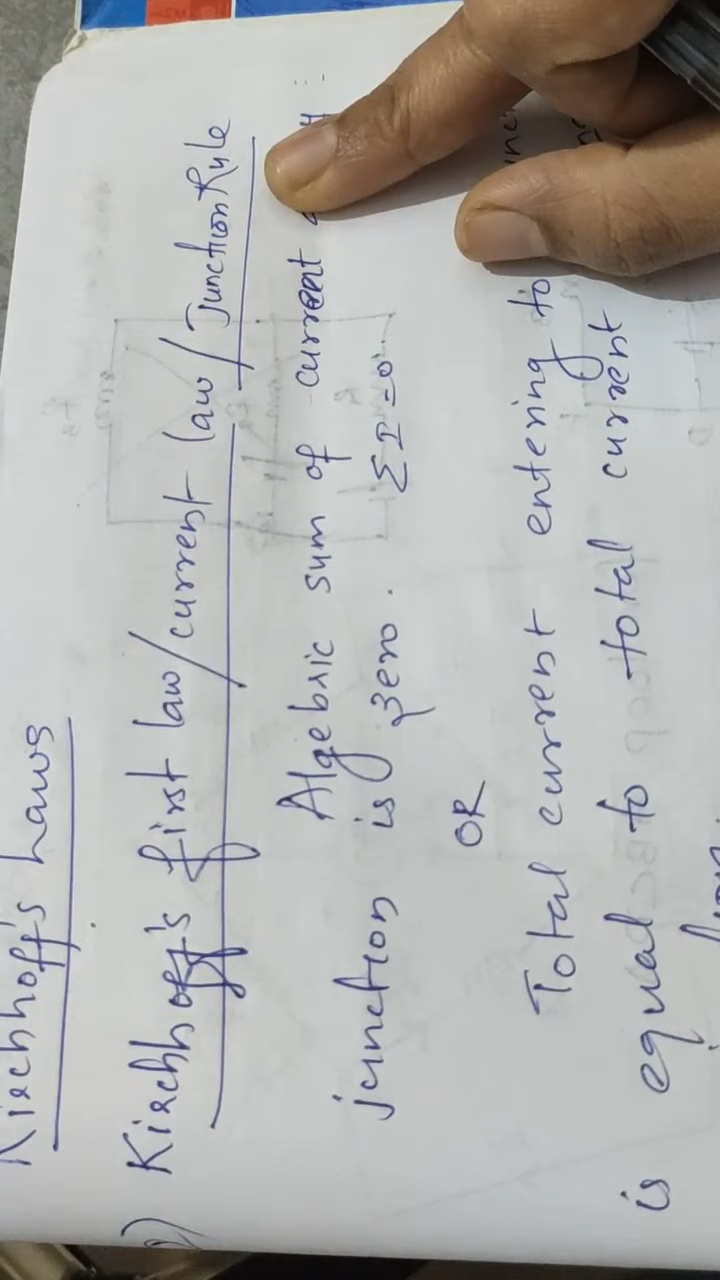 Kirchhoff's Laws
Kirchhoff's first law/current law/Junction Rule
Algebric sum of current
junction is zero. ΣI=0.
OR
Total current entering to
is equal to total current